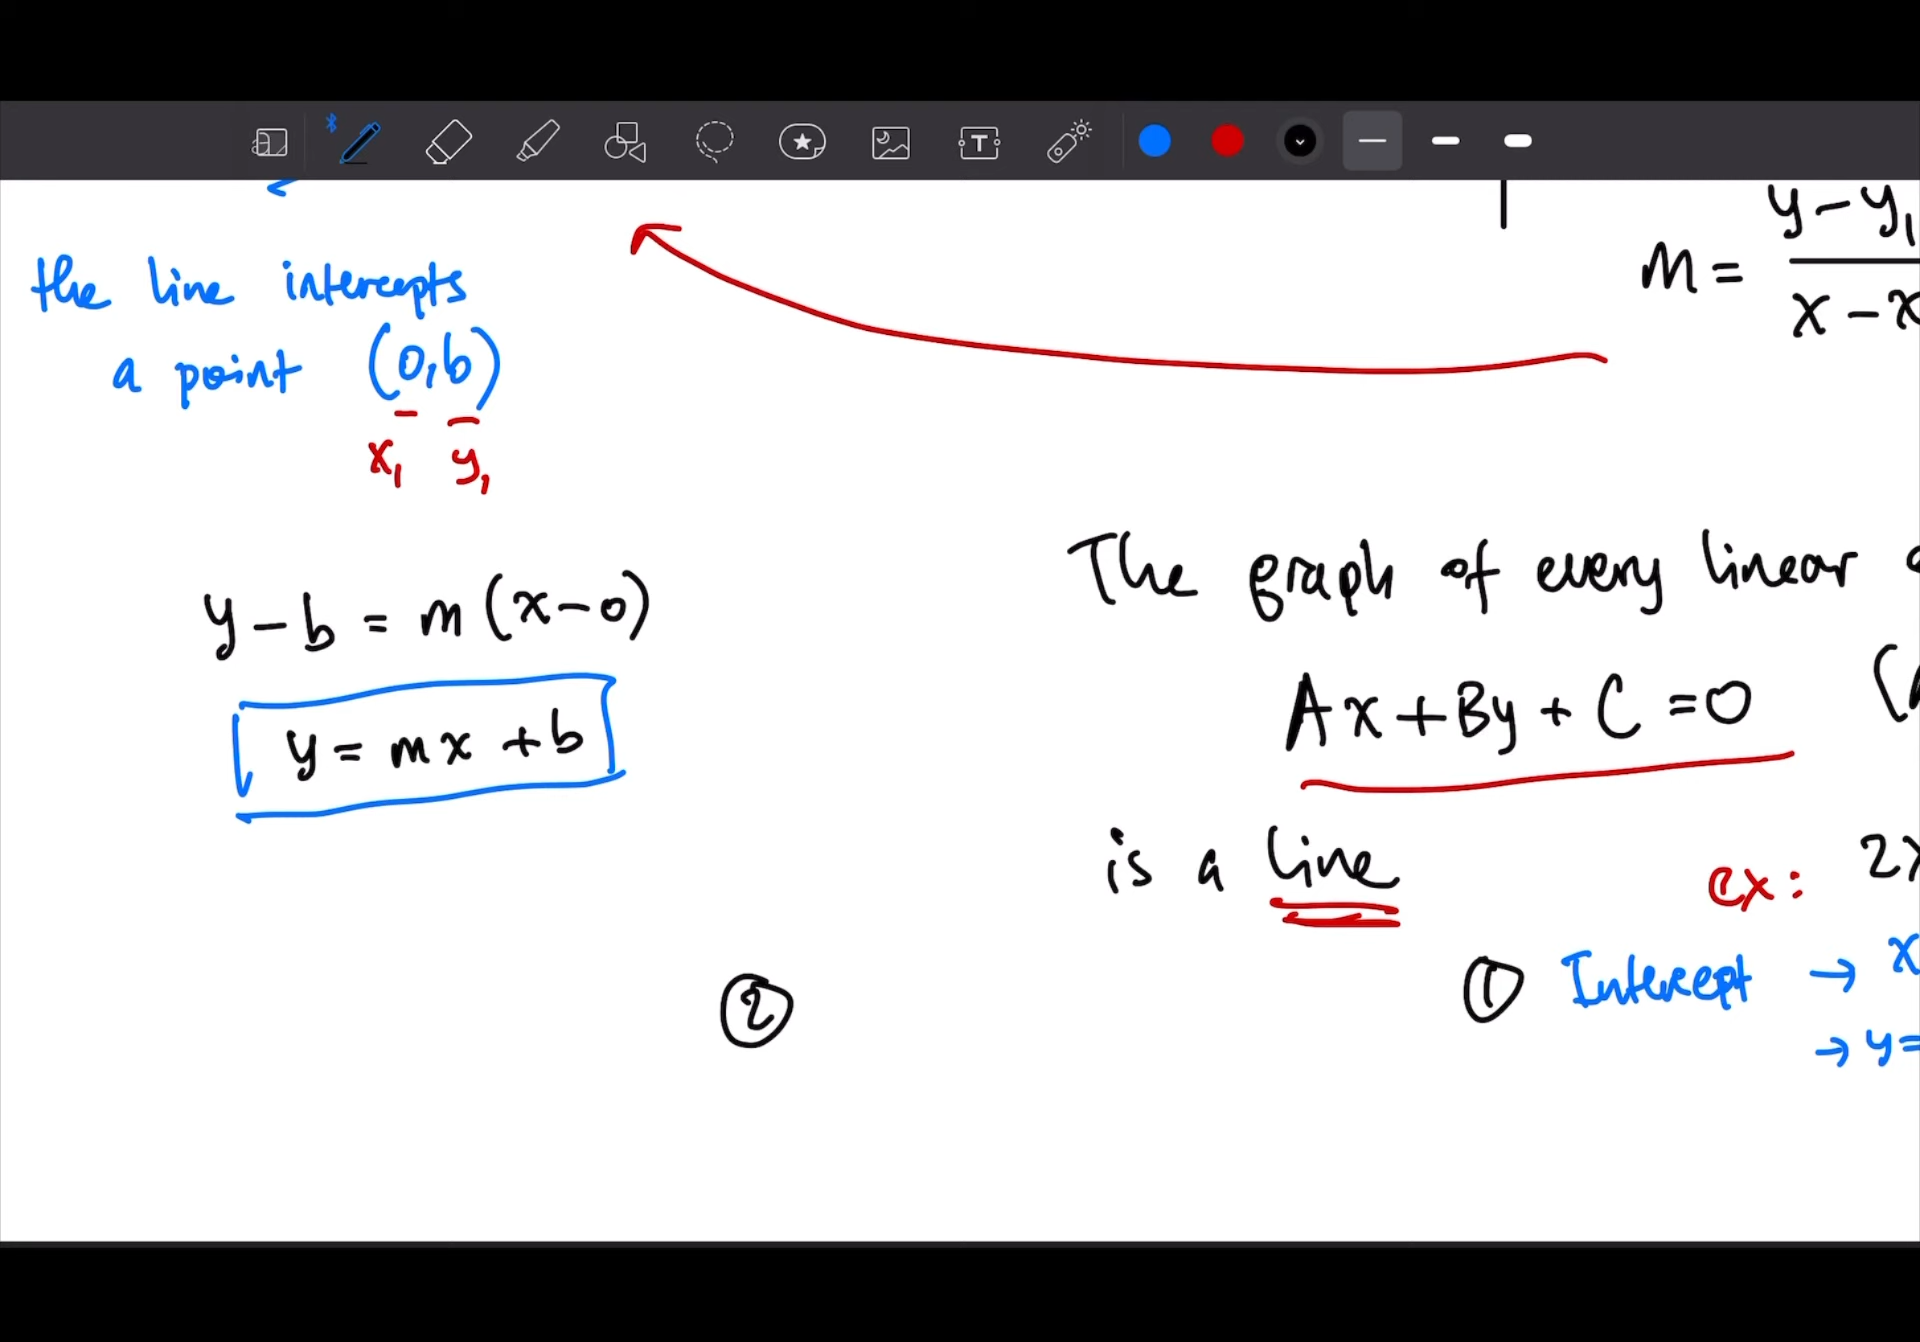 the line intercepts
a point (0,b)
x₁ y₁
y-b = m(x-0)
y = mx + b
②
y-y₁
m =
x-x
The graph of every linear
Ax+By+C=0
is a line
ex: 2x
① Intercept → x
→ y=